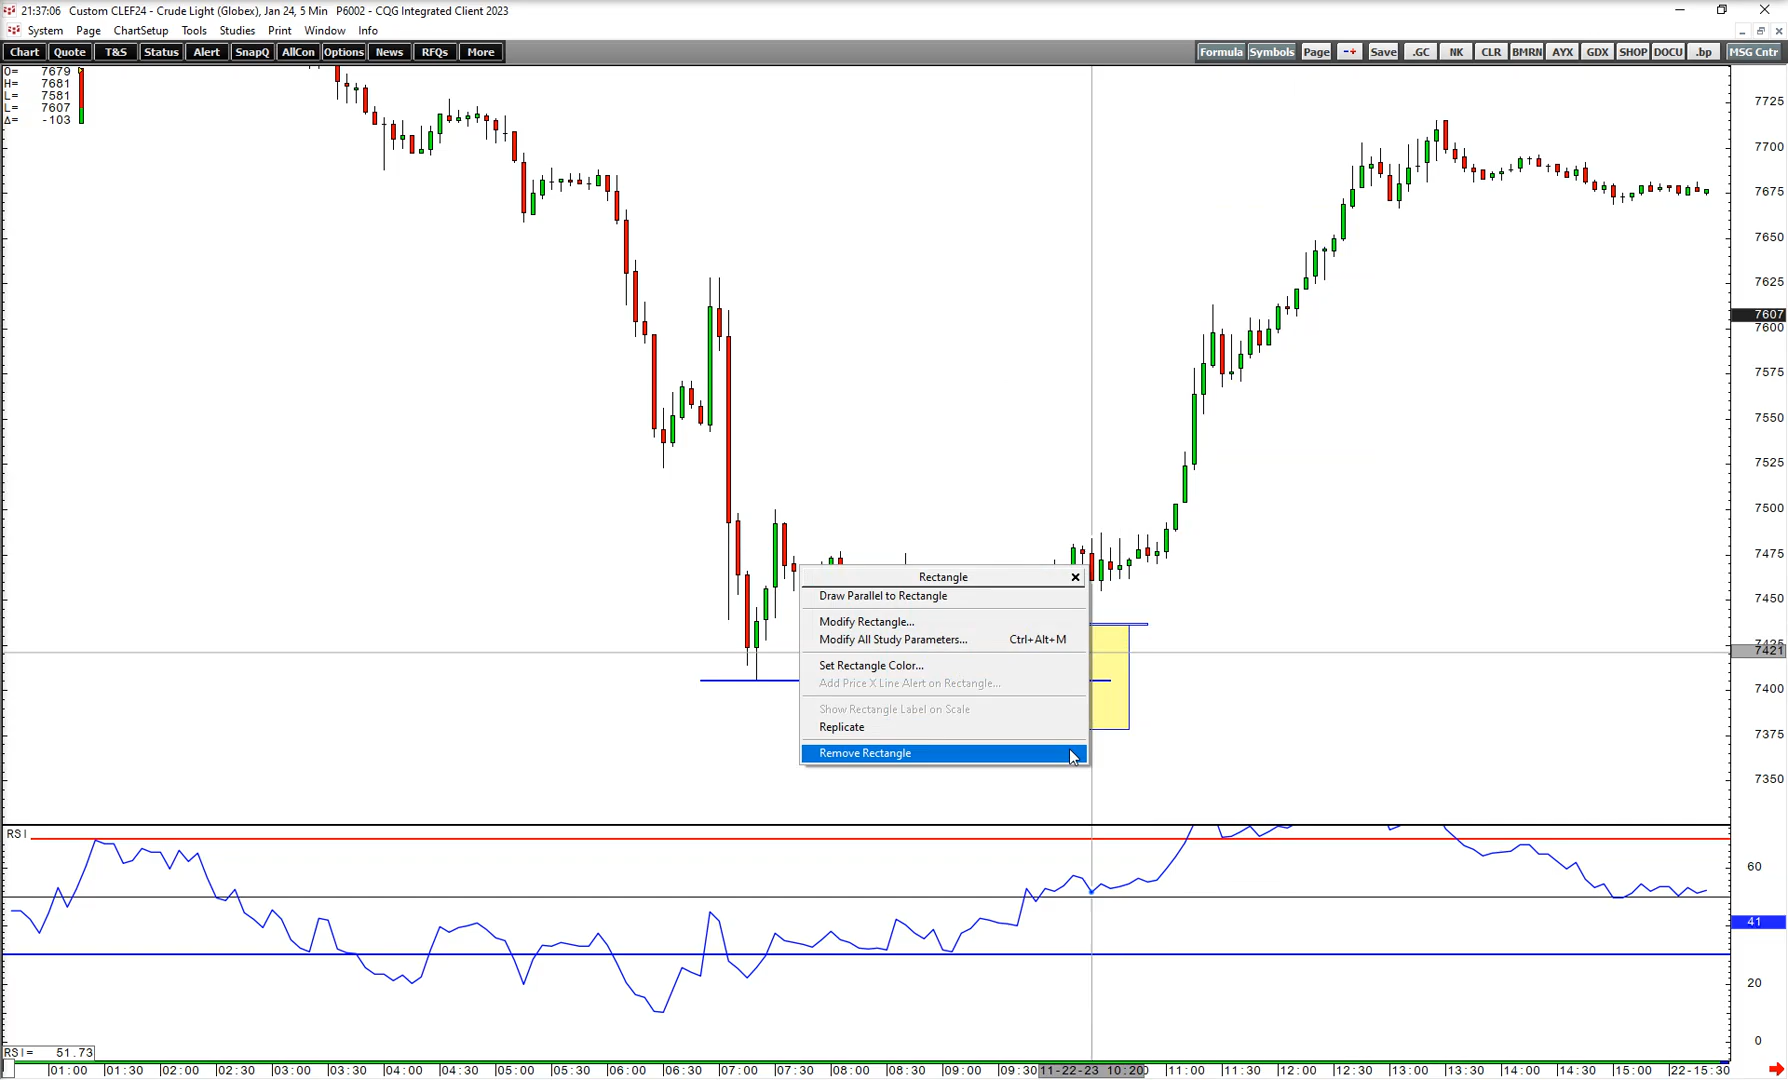 21:37:06 Custom CLEF24 - Crude Light (Globex), Jan 24, 5 Min P6002 - CQG Integrated Client 2023
System Page ChartSetup Tools Studies Print Window Info
Chart Quote T&S Status Alert SnapQ AllCon Options News RFQs More Formula Symbols Page -+ Save .GC NK CLR BMRN AYX GDX SHOP DOCU .bp MSG Cntr
O= 7679
H= 7681
L= 7581
L= 7607
Δ= -103
7725
7700
7675
7650
7625
7607
7600
7575
7550
7525
7500
7475
7450
7425
7421
7400
7375
7350
Rectangle
Draw Parallel to Rectangle
Modify Rectangle...
Modify All Study Parameters... Ctrl+Alt+M
Set Rectangle Color...
Add Price X Line Alert on Rectangle...
Show Rectangle Label on Scale
Replicate
Remove Rectangle
RSI
60
41
20
0
RSI= 51.73
01:00 01:30 02:00 02:30 03:00 03:30 04:00 04:30 05:00 05:30 06:00 06:30 07:00 07:30 08:00 08:30 09:00 09:30 11-22-23 10:20 11:00 11:30 12:00 12:30 13:00 13:30 14:00 14:30 15:00 22-15:30